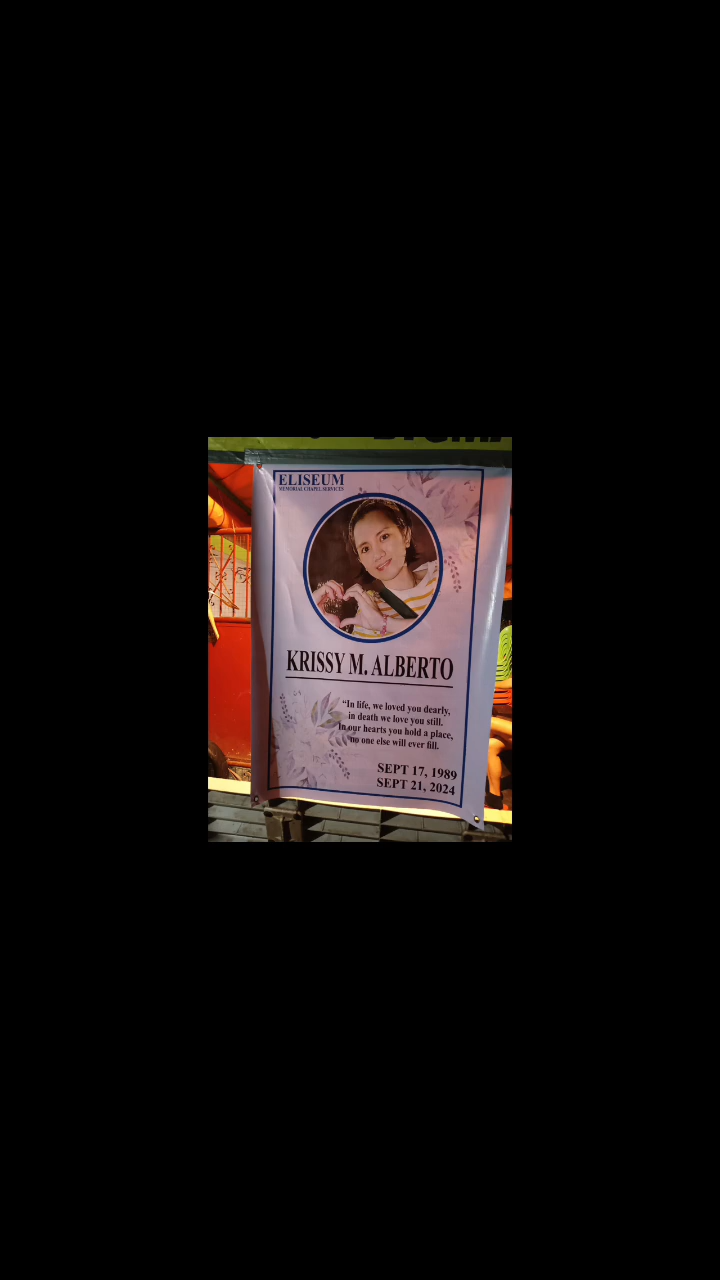 ELISEUM
MEMORIAL CHAPEL SERVICES
KRISSY M. ALBERTO
“In life, we loved you dearly,
in death we love you still.
In our hearts you hold a place,
no one else will ever fill.
SEPT 17, 1989
SEPT 21, 2024